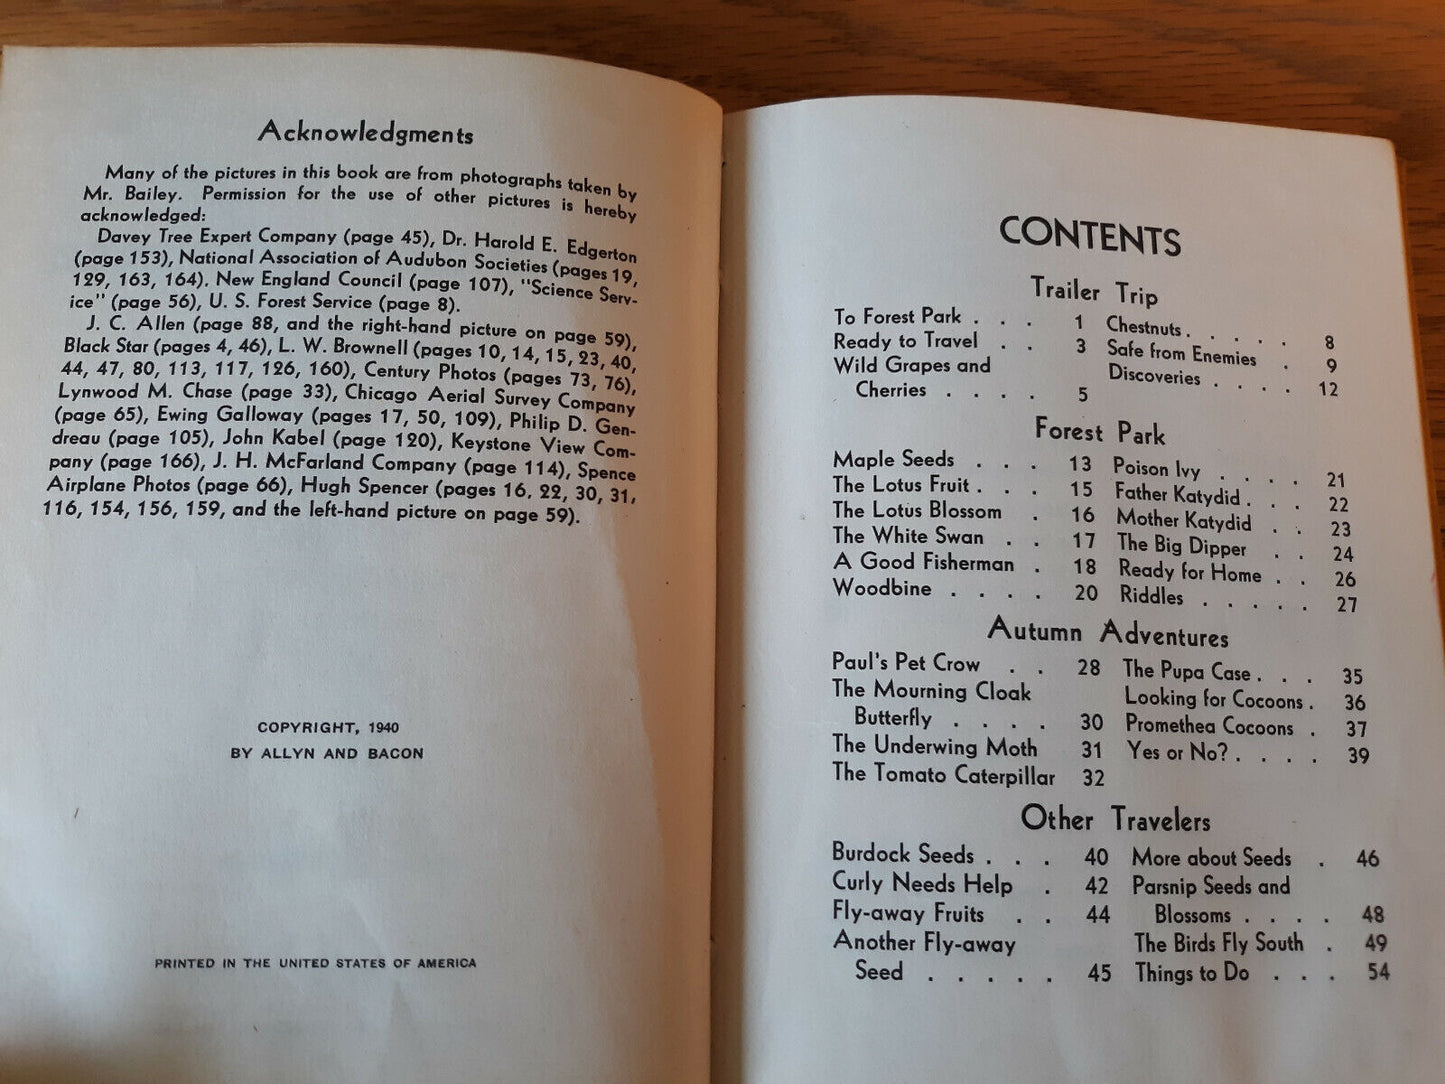 Acknowledgments
Many of the pictures in this book are from photographs taken by
Mr. Bailey. Permission for the use of other pictures is hereby
acknowledged:
Davey Tree Expert Company (page 45), Dr. Harold E. Edgerton
(page 153), National Association of Audubon Societies (pages 19,
129, 163, 164). New England Council (page 107), "Science Serv-
ice" (page 56), U. S. Forest Service (page 8).
J. C. Allen (page 88, and the right-hand picture on page 59),
Black Star (pages 4, 46), L. W. Brownell (pages 10, 14, 15, 23, 40,
44, 47, 80, 113, 117, 126, 160), Century Photos (pages 73, 76),
Lynwood M. Chase (page 33), Chicago Aerial Survey Company
(page 65), Ewing Galloway (pages 17, 50, 109), Philip D. Gen-
dreau (page 105), John Kabel (page 120), Keystone View Com-
pany (page 166), J. H. McFarland Company (page 114), Spence
Airplane Photos (page 66), Hugh Spencer (pages 16, 22, 30, 31,
116, 154, 156, 159, and the left-hand picture on page 59).
COPYRIGHT, 1940
BY ALLYN AND BACON
PRINTED IN THE UNITED STATES OF AMERICA
CONTENTS
Trailer Trip
To Forest Park . . . 1
Ready to Travel . . 3
Wild Grapes and
Cherries . . . . 5
Chestnuts . . . . . 8
Safe from Enemies . 9
Discoveries . . . . 12
Forest Park
Maple Seeds . . . 13
The Lotus Fruit . . . 15
The Lotus Blossom . 16
The White Swan . . 17
A Good Fisherman . 18
Woodbine . . . . 20
Poison Ivy . . . . 21
Father Katydid . . . 22
Mother Katydid . . 23
The Big Dipper . . 24
Ready for Home . . 26
Riddles . . . . . 27
Autumn Adventures
Paul's Pet Crow . . 28
The Mourning Cloak
Butterfly . . . . 30
The Underwing Moth 31
The Tomato Caterpillar 32
The Pupa Case . . . 35
Looking for Cocoons . 36
Promethea Cocoons . 37
Yes or No? . . . . 39
Other Travelers
Burdock Seeds . . . 40
Curly Needs Help . 42
Fly-away Fruits . . 44
Another Fly-away
Seed . . . . . 45
More about Seeds . 46
Parsnip Seeds and
Blossoms . . . . 48
The Birds Fly South . 49
Things to Do . . . 54